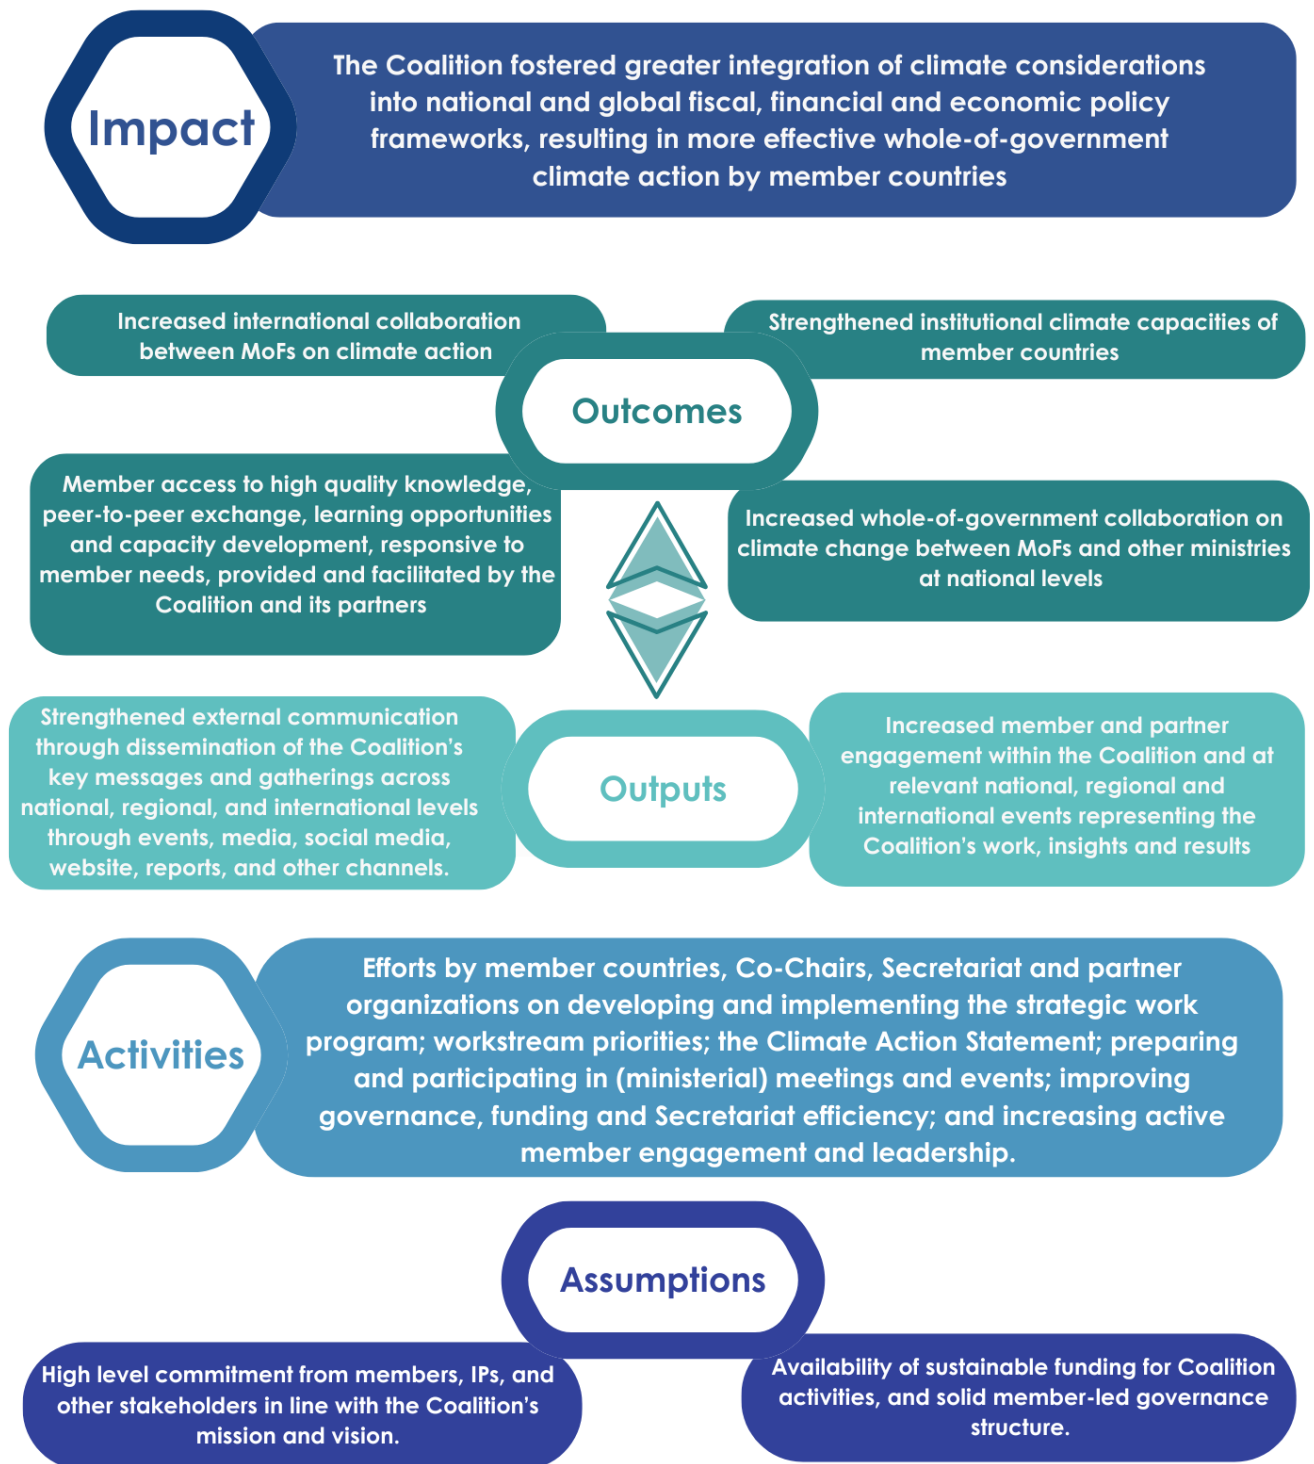 Impact
The Coalition fostered greater integration of climate considerations
into national and global fiscal, financial and economic policy
frameworks, resulting in more effective whole-of-government
climate action by member countries
Increased international collaboration
between MoFs on climate action
Strengthened institutional climate capacities of
member countries
Outcomes
Member access to high quality knowledge,
peer-to-peer exchange, learning opportunities
and capacity development, responsive to
member needs, provided and facilitated by the
Coalition and its partners
Increased whole-of-government collaboration on
climate change between MoFs and other ministries
at national levels
Strengthened external communication
through dissemination of the Coalition's
key messages and gatherings across
national, regional, and international levels
through events, media, social media,
website, reports, and other channels.
Outputs
Increased member and partner
engagement within the Coalition and at
relevant national, regional and
international events representing the
Coalition's work, insights and results
Activities
Efforts by member countries, Co-Chairs, Secretariat and partner
organizations on developing and implementing the strategic work
program; workstream priorities; the Climate Action Statement; preparing
and participating in (ministerial) meetings and events; improving
governance, funding and Secretariat efficiency; and increasing active
member engagement and leadership.
Assumptions
High level commitment from members, IPs, and
other stakeholders in line with the Coalition's
mission and vision.
Availability of sustainable funding for Coalition
activities, and solid member-led governance
structure.